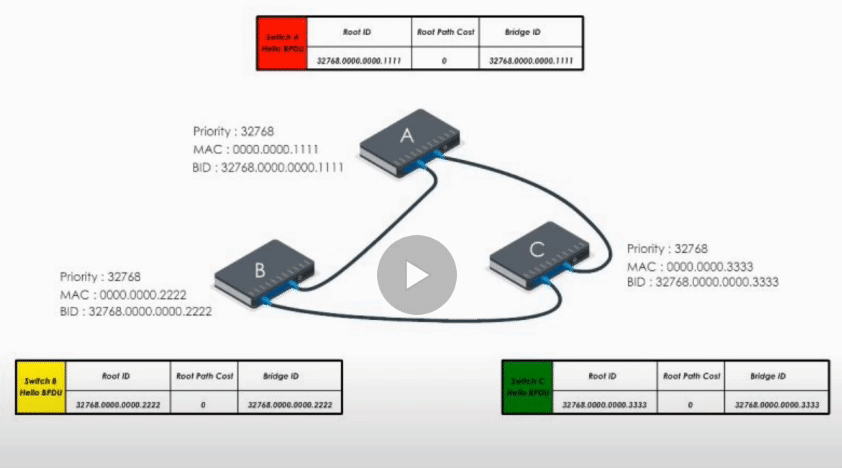 Switch A
Hello BPDU
Root ID
Root Path Cost
Bridge ID
32768.0000.0000.1111
0
32768.0000.0000.1111
Priority : 32768
MAC : 0000.0000.1111
BID : 32768.0000.0000.1111
A
B
C
Priority : 32768
MAC : 0000.0000.2222
BID : 32768.0000.0000.2222
Priority : 32768
MAC : 0000.0000.3333
BID : 32768.0000.0000.3333
Switch B
Hello BPDU
Root ID
Root Path Cost
Bridge ID
32768.0000.0000.2222
0
32768.0000.0000.2222
Switch C
Hello BPDU
Root ID
Root Path Cost
Bridge ID
32768.0000.0000.3333
0
32768.0000.0000.3333